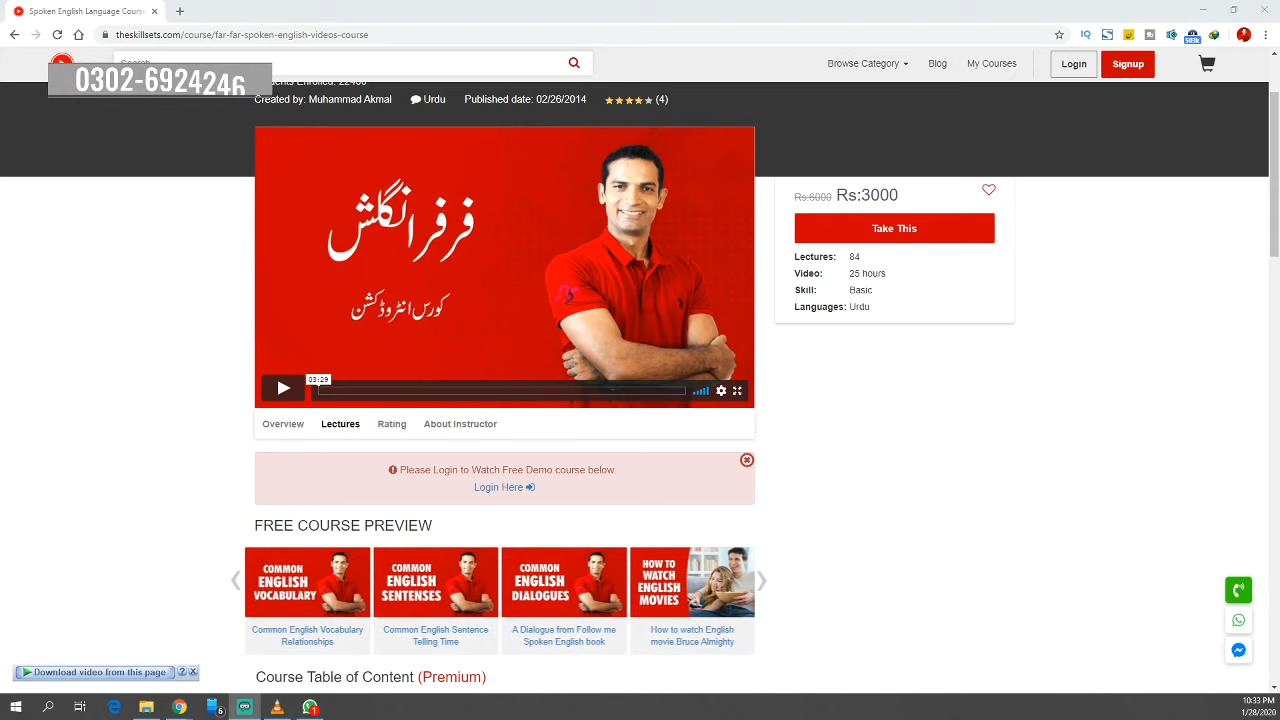 Spoken English Language Course
theskillsets.com/course/far-far-spoken-english-videos-course
503k
Browse Category
Blog
My Courses
Login
Signup
0302-6924246
Created by: Muhammad Akmal
Urdu
Published date: 02/26/2014
(4)
فرفر انگلش
کورس انٹروڈکشن
03:29
Rs:6000 Rs:3000
Take This
Lectures: 84
Video: 25 hours
Skill: Basic
Languages: Urdu
Overview
Lectures
Rating
About Instructor
Please Login to Watch Free Demo course below.
Login Here
FREE COURSE PREVIEW
COMMON
ENGLISH
VOCABULARY
Common English Vocabulary
Relationships
COMMON
ENGLISH
SENTENCES
Common English Sentence
Telling Time
COMMON
ENGLISH
DIALOGUES
A Dialogue from Follow me
Spoken English book
HOW TO
WATCH
ENGLISH
MOVIES
How to watch English
movie.Bruce Almighty
Course Table of Content (Premium)
Download video from this page
10:33 PM
1/28/2020